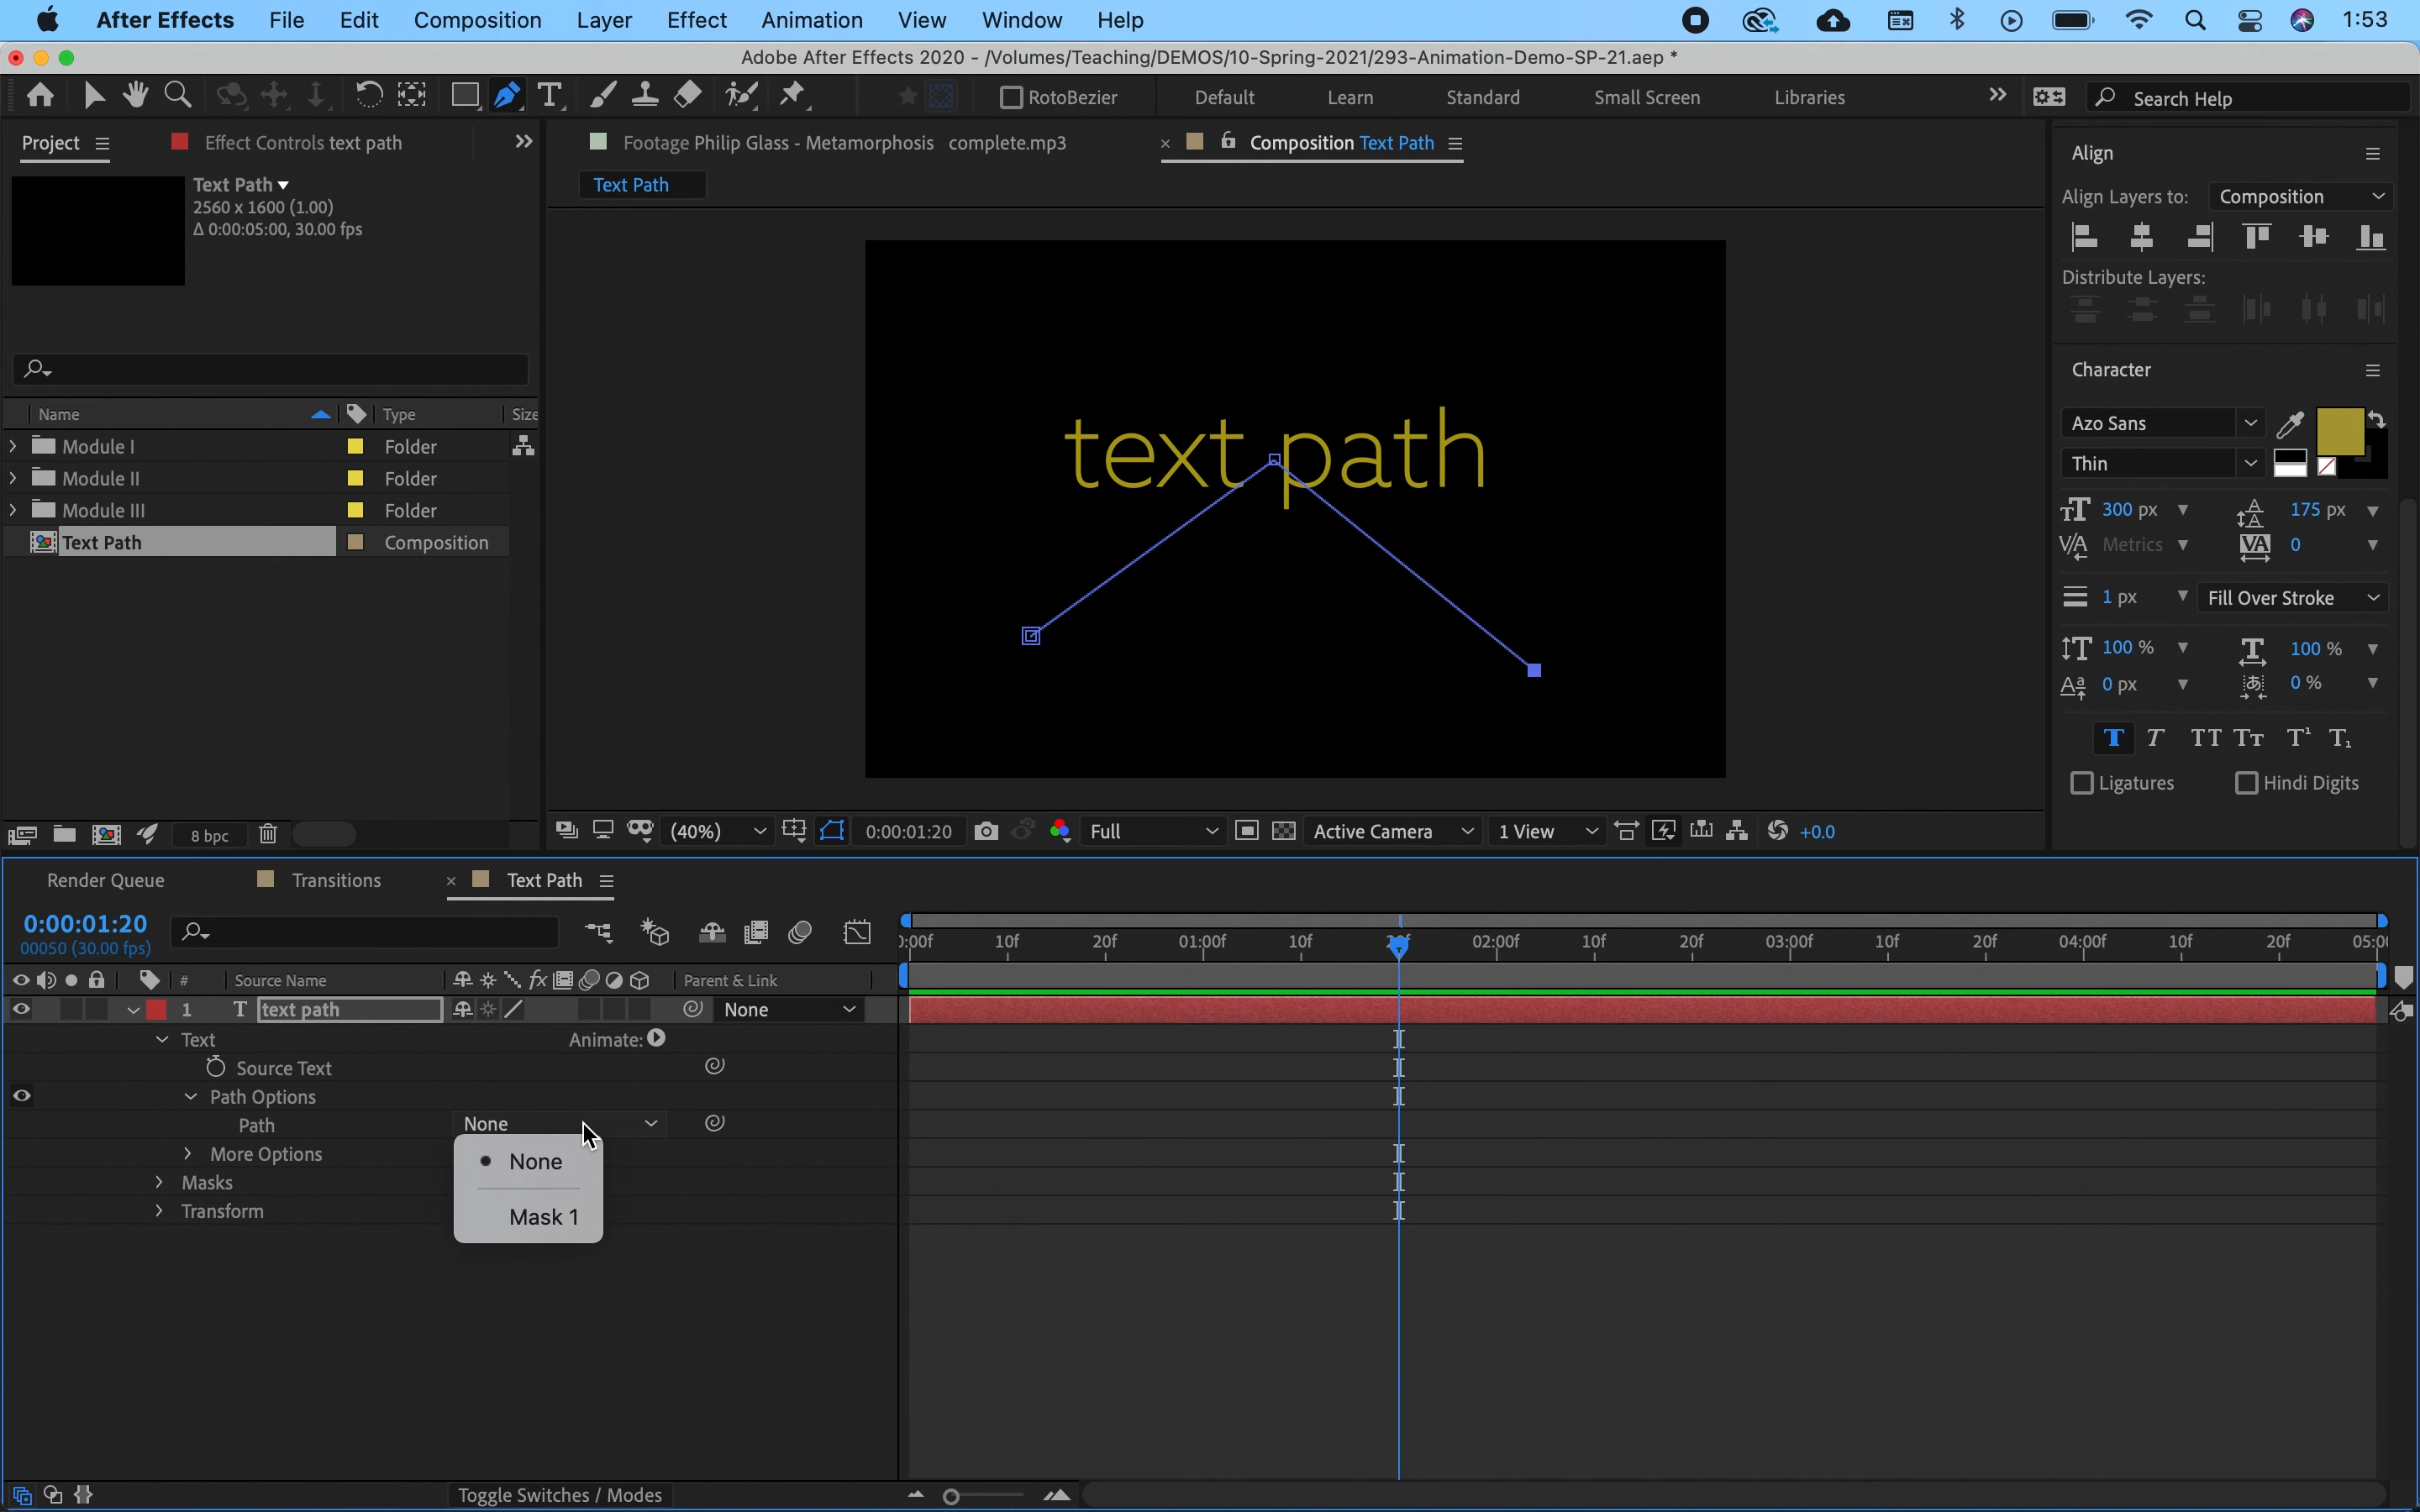 After Effects File Edit Composition Layer Effect Animation View Window Help 1:53
Adobe After Effects 2020 - /Volumes/Teaching/DEMOS/10-Spring-2021/293-Animation-Demo-SP-21.aep *
RotoBezier Default Learn Standard Small Screen Libraries Search Help
Project Effect Controls text path
Footage Philip Glass - Metamorphosis complete.mp3
Composition Text Path
Text Path
Text Path
2560 x 1600 (1.00)
Δ 0:00:05:00, 30.00 fps
Name Type Size
Module I Folder
Module II Folder
Module III Folder
Text Path Composition
8 bpc
text path
(40%) 0:00:01:20 Full Active Camera 1 View +0.0
Align
Align Layers to: Composition
Distribute Layers:
Character
Azo Sans
Thin
300 px 175 px
Metrics 0
1 px Fill Over Stroke
100 % 100 %
0 px 0 %
Ligatures Hindi Digits
Render Queue Transitions Text Path
0:00:01:20
00050 (30.00 fps)
):00f 10f 20f 01:00f 10f 02:00f 10f 20f 03:00f 10f 20f 04:00f 10f 20f 05:0
# Source Name Parent & Link
1 text path None
Text Animate:
Source Text
Path Options
Path None
More Options
None
Masks
Mask 1
Transform
Toggle Switches / Modes